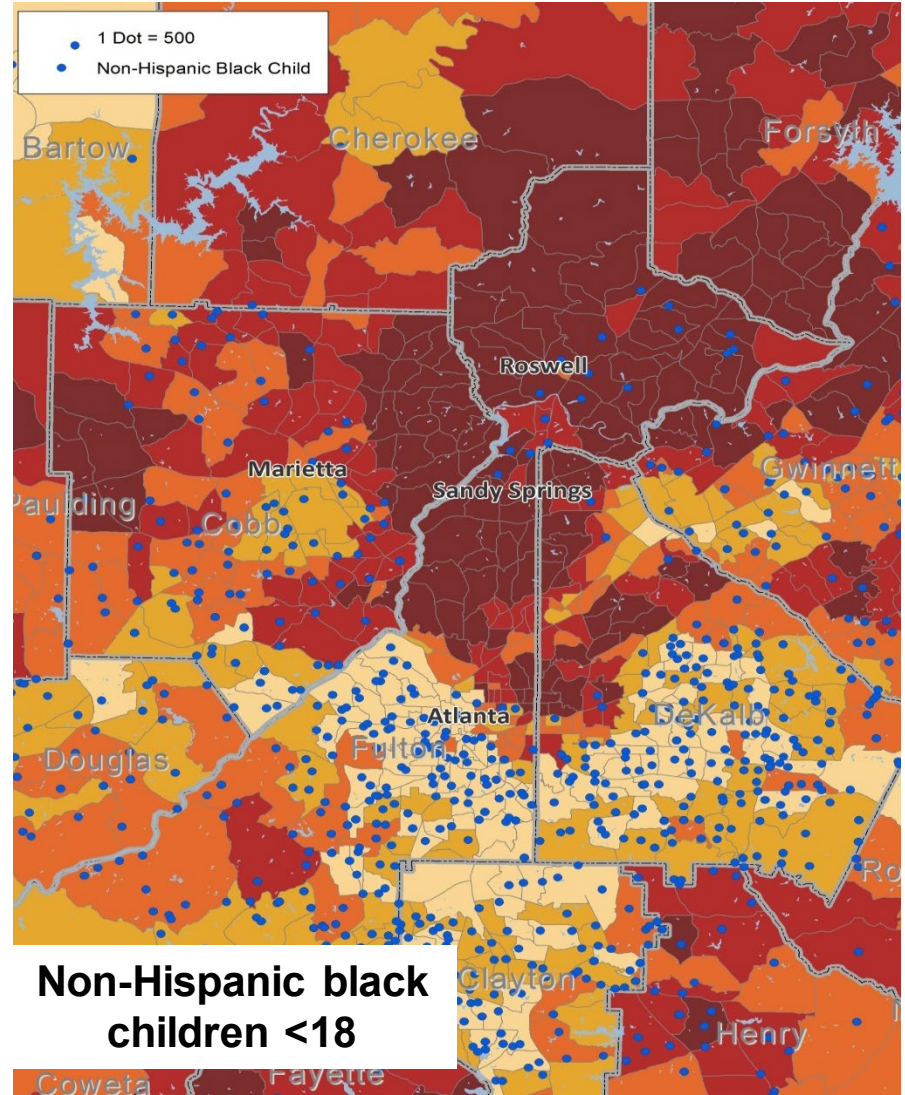 1 Dot = 500
Non-Hispanic Black Child
Bartow
Cherokee
Forsyth
Roswell
Marietta
Gwinnett
Sandy Springs
Paulding
Cobb
Atlanta
DeKalb
Fulton
Douglas
Ro
Non-Hispanic black
children <18
Clayton
Henry
Coweta
Fayette